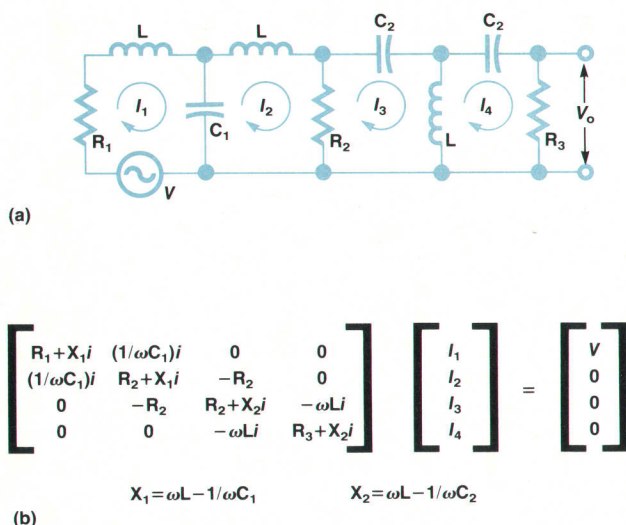 L L C₂ C₂
R₁ I₁ C₁ I₂ R₂ I₃ L I₄ R₃ Vₒ
V
(a)
R₁+X₁i (1/ωC₁)i 0 0 I₁ V
(1/ωC₁)i R₂+X₁i −R₂ 0 I₂ 0
0 −R₂ R₂+X₂i −ωLi I₃ = 0
0 0 −ωLi R₃+X₂i I₄ 0
X₁=ωL−1/ωC₁ X₂=ωL−1/ωC₂
(b)